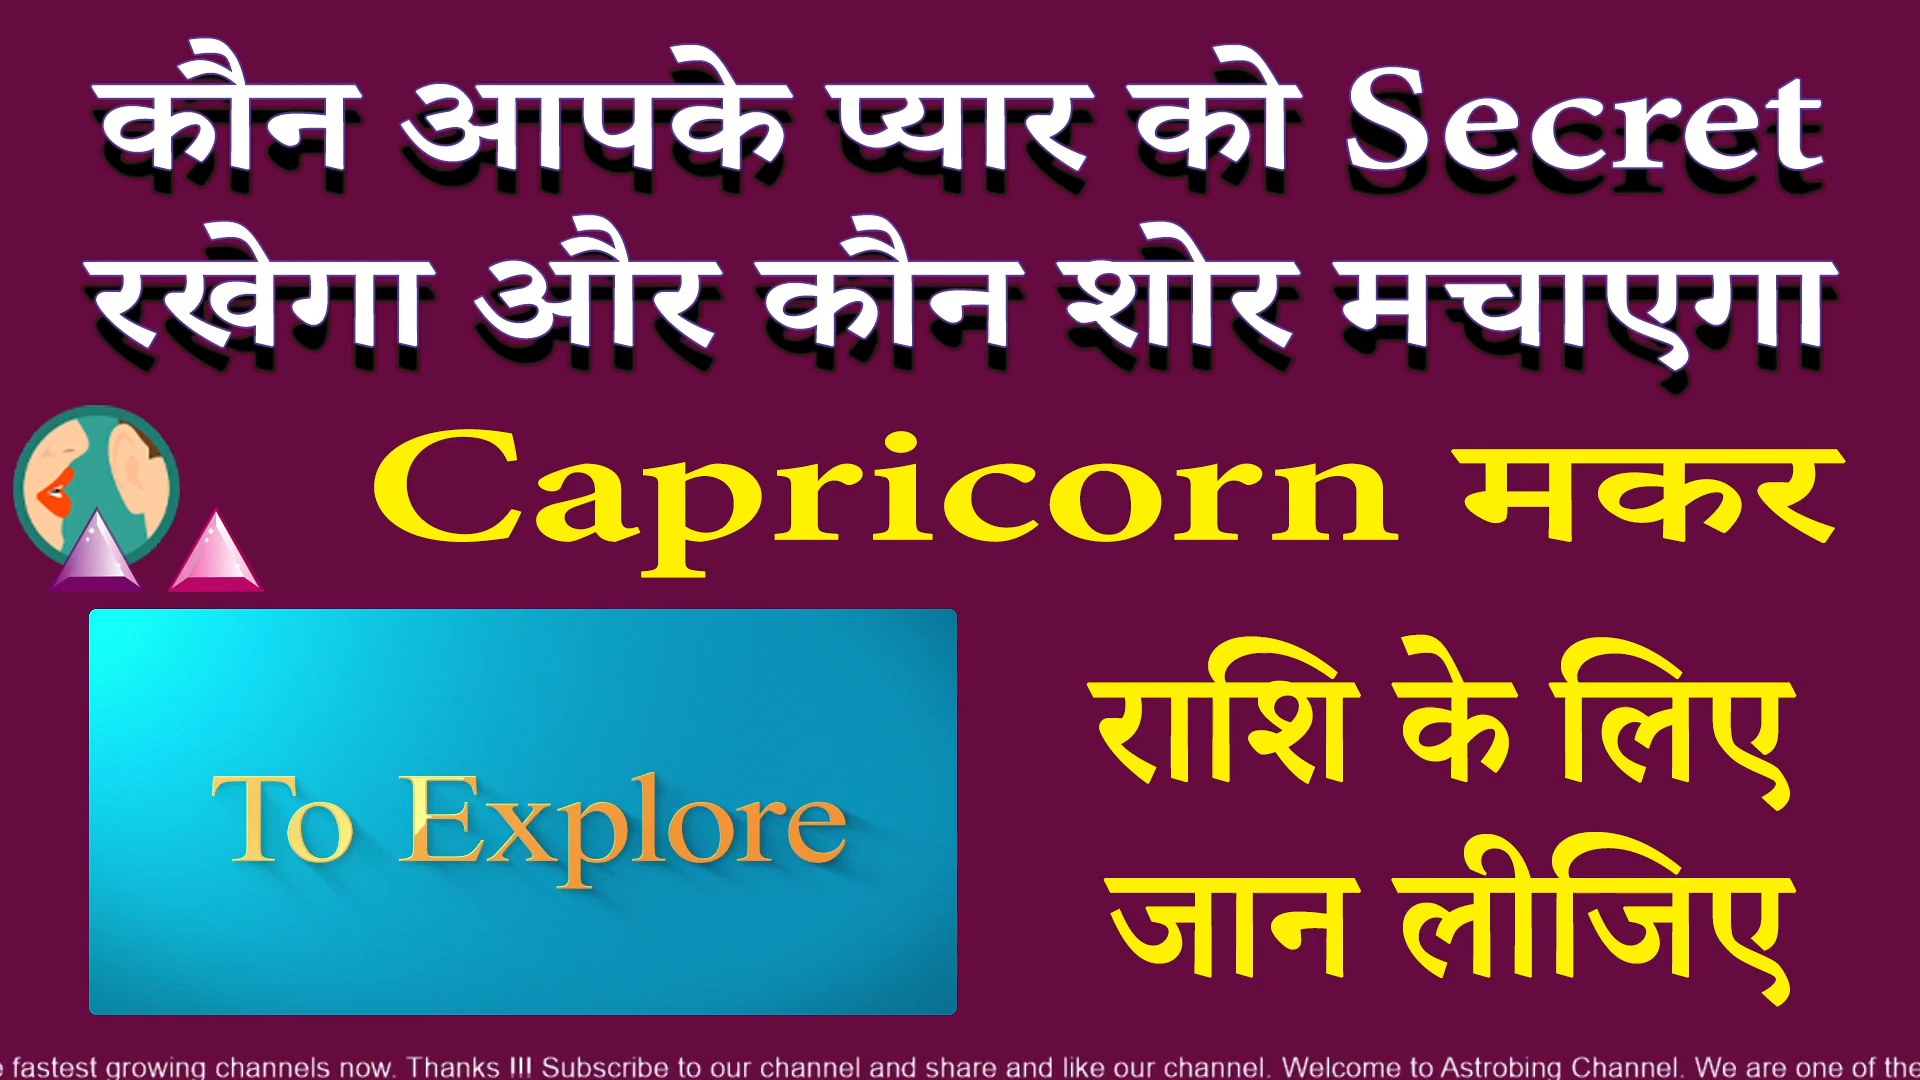 कौन आपके प्यार को Secret
रखेगा और कौन शोर मचाएगा
Capricorn मकर
To Explore
राशि के लिए
जान लीजिए
fastest growing channels now. Thanks !!! Subscribe to our channel and share and like our channel. Welcome to Astrobing Channel. We are one of the